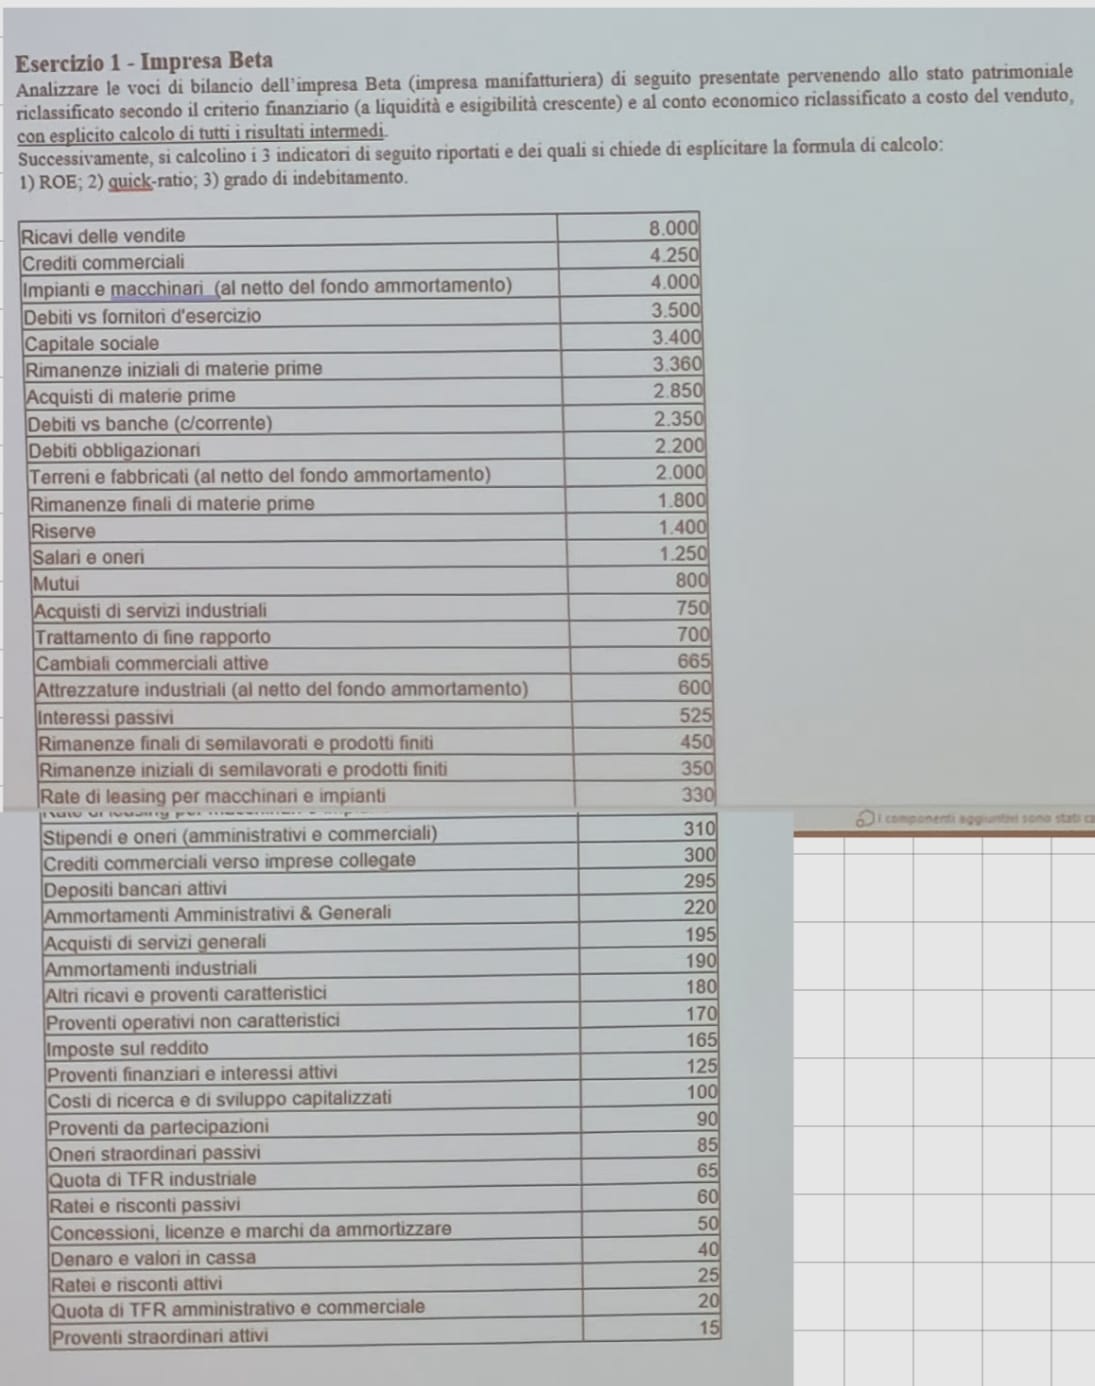 Esercizio 1 - Impresa Beta
Analizzare le voci di bilancio dell'impresa Beta (impresa manifatturiera) di seguito presentate pervenendo allo stato patrimoniale
riclassificato secondo il criterio finanziario (a liquidità e esigibilità crescente) e al conto economico riclassificato a costo del venduto,
con esplicito calcolo di tutti i risultati intermedi.
Successivamente, si calcolino i 3 indicatori di seguito riportati e dei quali si chiede di esplicitare la formula di calcolo:
1) ROE; 2) quick-ratio; 3) grado di indebitamento.
Ricavi delle vendite 8.000
Crediti commerciali 4.250
Impianti e macchinari (al netto del fondo ammortamento) 4.000
Debiti vs fornitori d'esercizio 3.500
Capitale sociale 3.400
Rimanenze iniziali di materie prime 3.360
Acquisti di materie prime 2.850
Debiti vs banche (c/corrente) 2.350
Debiti obbligazionari 2.200
Terreni e fabbricati (al netto del fondo ammortamento) 2.000
Rimanenze finali di materie prime 1.800
Riserve 1.400
Salari e oneri 1.250
Mutui 800
Acquisti di servizi industriali 750
Trattamento di fine rapporto 700
Cambiali commerciali attive 665
Attrezzature industriali (al netto del fondo ammortamento) 600
Interessi passivi 525
Rimanenze finali di semilavorati e prodotti finiti 450
Rimanenze iniziali di semilavorati e prodotti finiti 350
Rate di leasing per macchinari e impianti 330
Stipendi e oneri (amministrativi e commerciali) 310
Crediti commerciali verso imprese collegate 300
Depositi bancari attivi 295
Ammortamenti Amministrativi & Generali 220
Acquisti di servizi generali 195
Ammortamenti industriali 190
Altri ricavi e proventi caratteristici 180
Proventi operativi non caratteristici 170
Imposte sul reddito 165
Proventi finanziari e interessi attivi 125
Costi di ricerca e di sviluppo capitalizzati 100
Proventi da partecipazioni 90
Oneri straordinari passivi 85
Quota di TFR industriale 65
Ratei e risconti passivi 60
Concessioni, licenze e marchi da ammortizzare 50
Denaro e valori in cassa 40
Ratei e risconti attivi 25
Quota di TFR amministrativo e commerciale 20
Proventi straordinari attivi 15
i componenti aggiuntivi sono stati